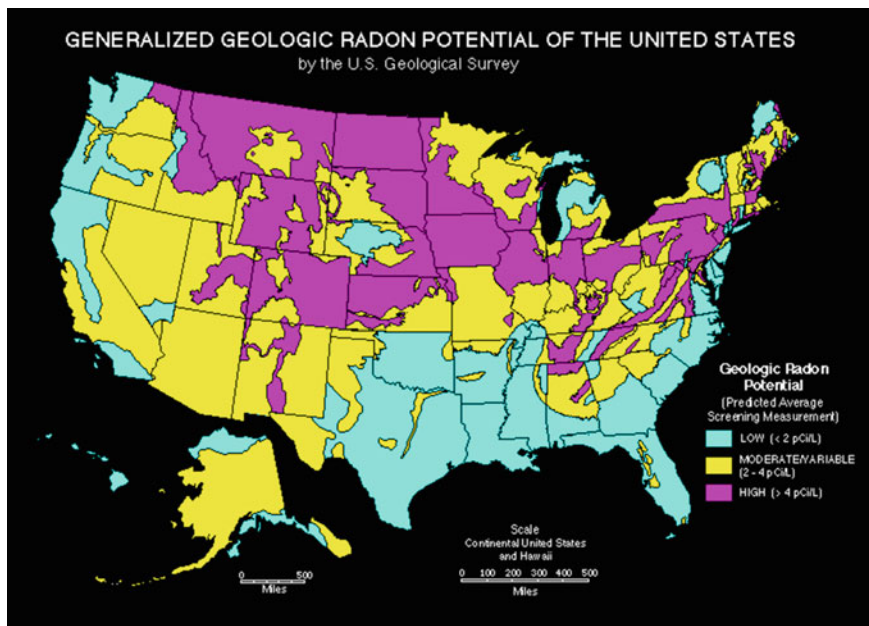 GENERALIZED GEOLOGIC RADON POTENTIAL OF THE UNITED STATES
by the U.S. Geological Survey
Geologic Radon
Potential
(Predicted Average
Screening Measurement)
LOW (< 2 pCi/L)
MODERATE/VARIABLE
(2 - 4 pCi/L)
HIGH (> 4 pCi/L)
Scale
Continental United States
and Hawaii
0 500
Miles
0 100 200 300 400 500
Miles